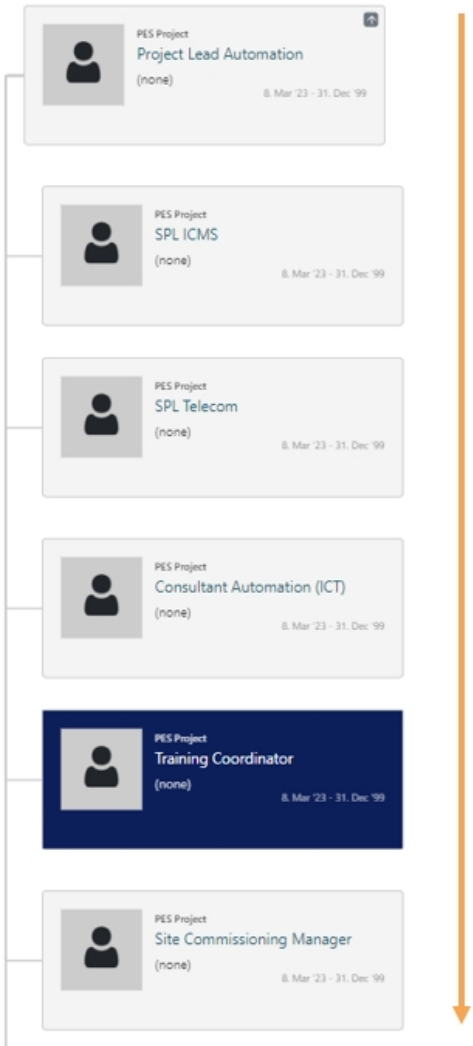 PES Project
Project Lead Automation
(none)
8. Mar '23 - 31. Dec '99
PES Project
SPL ICMS
(none)
8. Mar '23 - 31. Dec '99
PES Project
SPL Telecom
(none)
8. Mar '23 - 31. Dec '99
PES Project
Consultant Automation (ICT)
(none)
8. Mar '23 - 31. Dec '99
PES Project
Training Coordinator
(none)
8. Mar '23 - 31. Dec '99
PES Project
Site Commissioning Manager
(none)
8. Mar '23 - 31. Dec '99